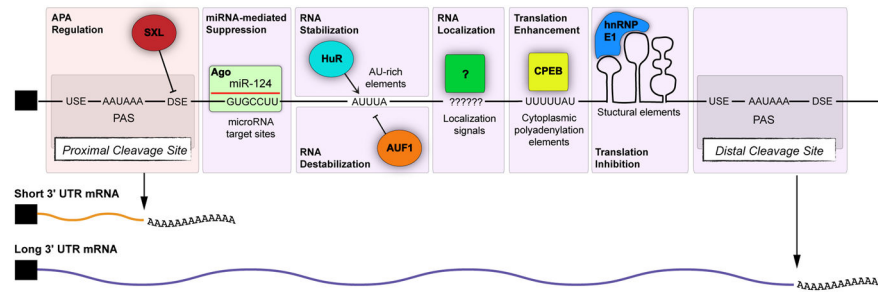 APA
Regulation
SXL
USE
AAUAAA
DSE
PAS
Proximal Cleavage Site
miRNA-mediated
Suppression
Ago
miR-124
GUGCCUU
microRNA
target sites
RNA
Stabilization
HuR
AU-rich
elements
AUUUA
AUF1
RNA
Destabilization
RNA
Localization
?
??????
Localization
signals
Translation
Enhancement
CPEB
UUUUUAU
Cytoplasmic
polyadenylation
elements
hnRNP
E1
Stuctural elements
Translation
Inhibition
USE
AAUAAA
DSE
PAS
Distal Cleavage Site
Short 3' UTR mRNA
AAAAAAAAAAAA
Long 3' UTR mRNA